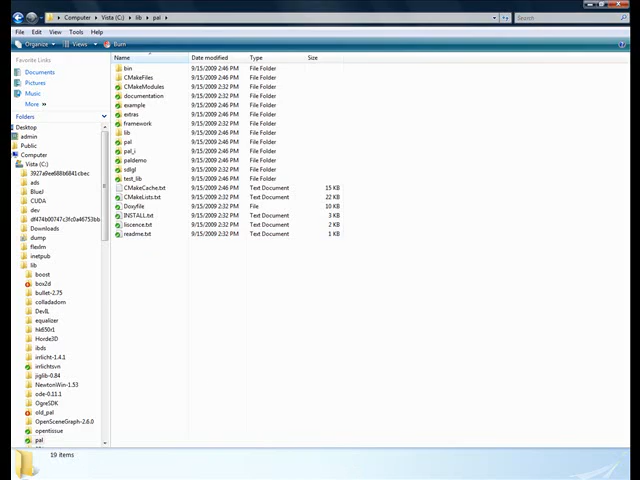 Computer ▸ Vista (C:) ▸ lib ▸ pal ▸
Search
File Edit View Tools Help
Organize Views Burn
Favorite Links
Documents
Pictures
Music
More »
Folders
Desktop
admin
Public
Computer
Vista (C:)
3927a9ee688b6841cbec
ads
BlueJ
CUDA
dev
df474b00747c3f0a46753bb
Downloads
dump
flexlm
inetpub
lib
boost
box2d
bullet-2.75
colladadom
DevIL
equalizer
hk650r1
Horde3D
ibds
irrlicht-1.4.1
irrlichtsvn
jiglib-0.84
NewtonWin-1.53
ode-0.11.1
OgreSDK
old_pal
OpenSceneGraph-2.6.0
opentissue
pal
Name Date modified Type Size
bin 9/15/2009 2:46 PM File Folder
CMakeFiles 9/15/2009 2:46 PM File Folder
CMakeModules 9/15/2009 2:32 PM File Folder
documentation 9/15/2009 2:32 PM File Folder
example 9/15/2009 2:46 PM File Folder
extras 9/15/2009 2:32 PM File Folder
framework 9/15/2009 2:32 PM File Folder
lib 9/15/2009 2:46 PM File Folder
pal 9/15/2009 2:32 PM File Folder
pal_i 9/15/2009 2:32 PM File Folder
paldemo 9/15/2009 2:32 PM File Folder
sdlgl 9/15/2009 2:32 PM File Folder
test_lib 9/15/2009 2:46 PM File Folder
CMakeCache.txt 9/15/2009 2:46 PM Text Document 15 KB
CMakeLists.txt 9/15/2009 2:32 PM Text Document 22 KB
Doxyfile 9/15/2009 2:32 PM File 10 KB
INSTALL.txt 9/15/2009 2:32 PM Text Document 3 KB
liscence.txt 9/15/2009 2:32 PM Text Document 2 KB
readme.txt 9/15/2009 2:32 PM Text Document 1 KB
19 items